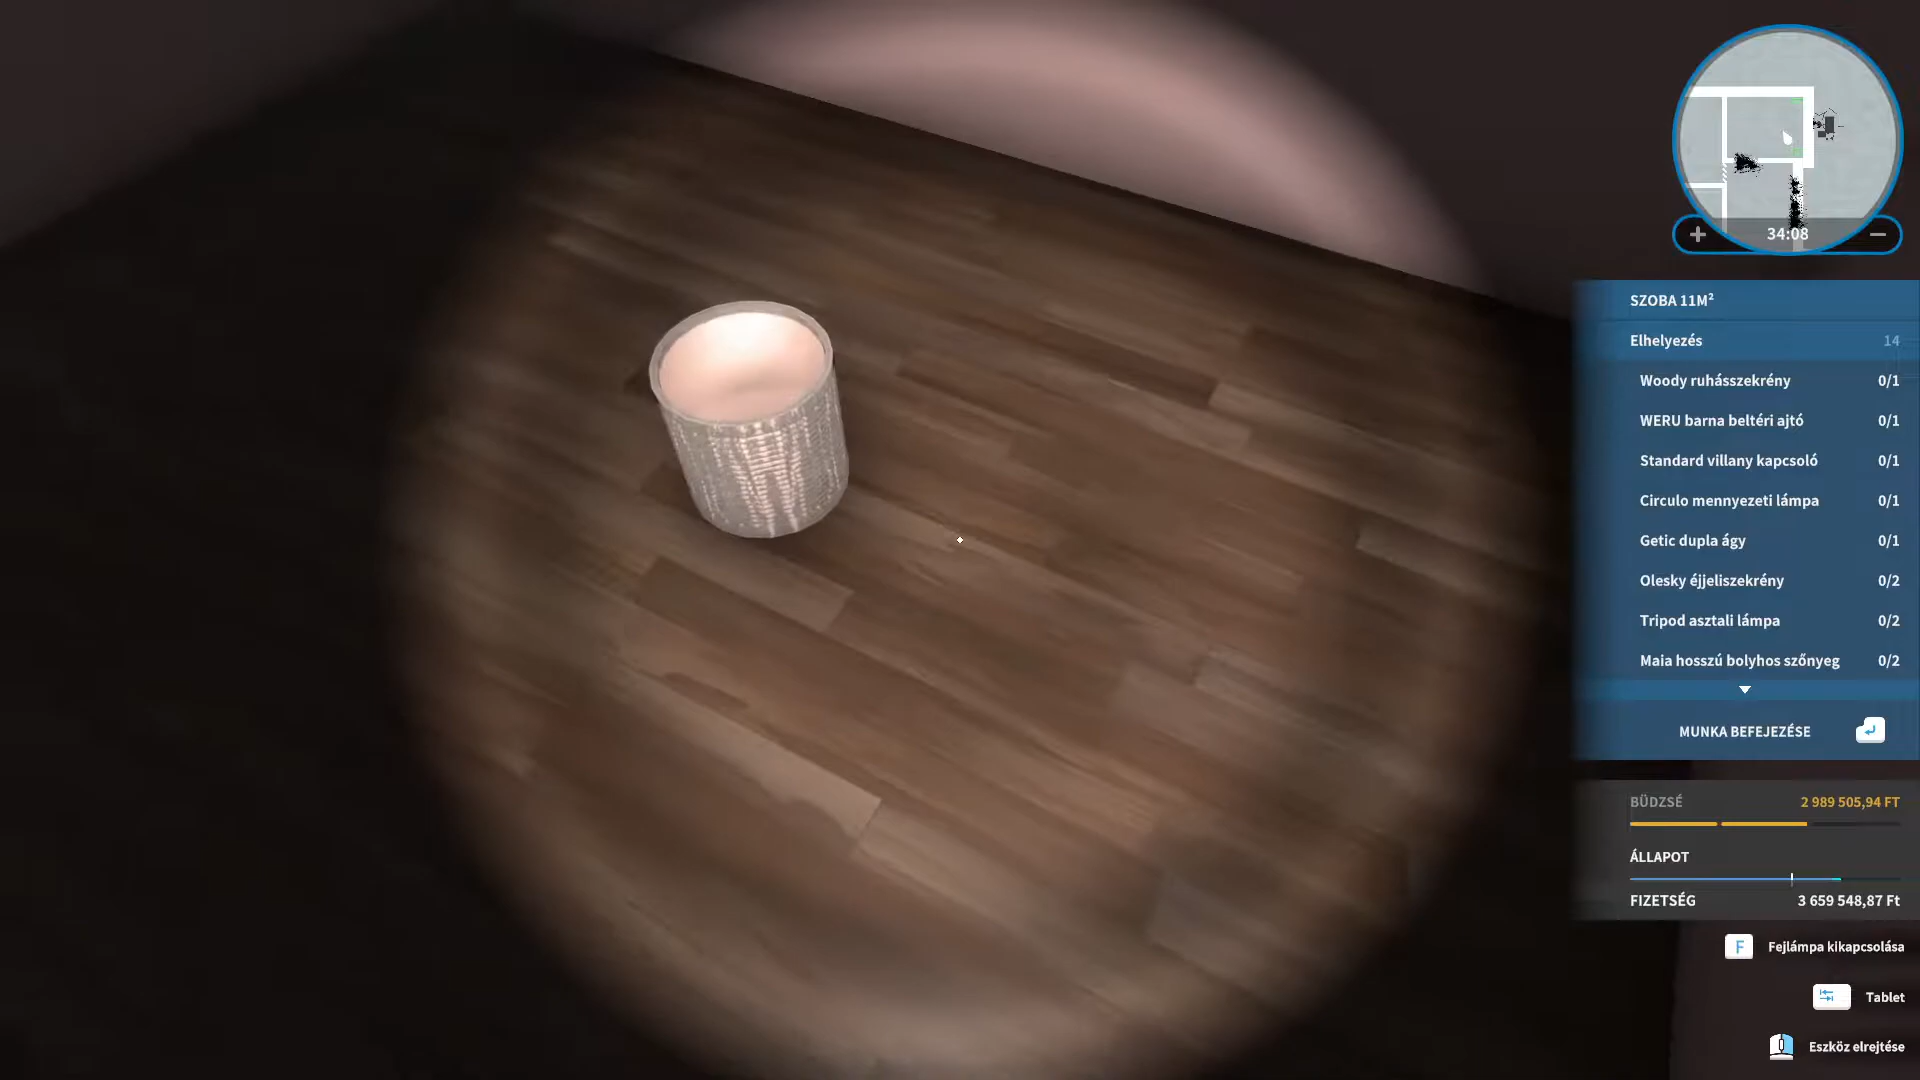 34:08
SZOBA 11M²
Elhelyezés 14
Woody ruhásszekrény 0/1
WERU barna beltéri ajtó 0/1
Standard villany kapcsoló 0/1
Circulo mennyezeti lámpa 0/1
Getic dupla ágy 0/1
Olesky éjjeliszekrény 0/2
Tripod asztali lámpa 0/2
Maia hosszú bolyhos szőnyeg 0/2
MUNKA BEFEJEZÉSE
BÜDZSÉ 2 989 505,94 FT
ÁLLAPOT
FIZETSÉG 3 659 548,87 Ft
F Fejlámpa kikapcsolása
Tablet
Eszköz elrejtése